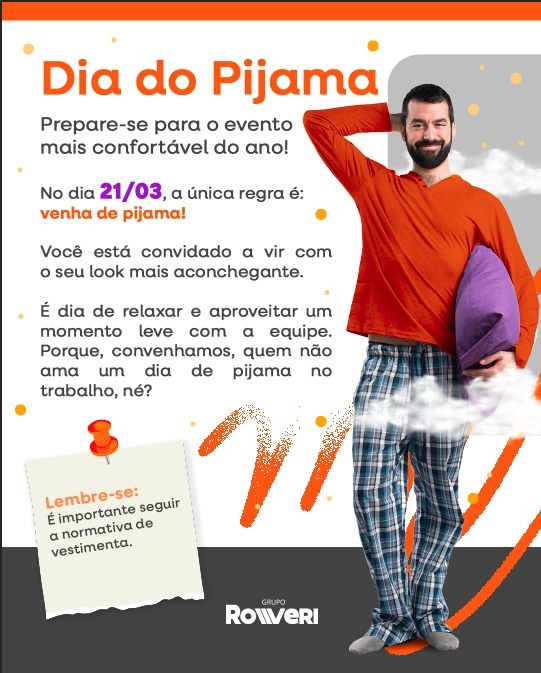 Dia do Pijama
Prepare-se para o evento
mais confortável do ano!
No dia 21/03, a única regra é:
venha de pijama!
Você está convidado a vir com
o seu look mais aconchegante.
É dia de relaxar e aproveitar um
momento leve com a equipe.
Porque, convenhamos, quem não
ama um dia de pijama no
trabalho, né?
Lembre-se:
É importante seguir
a normativa de
vestimenta.
GRUPO
ROVVERI